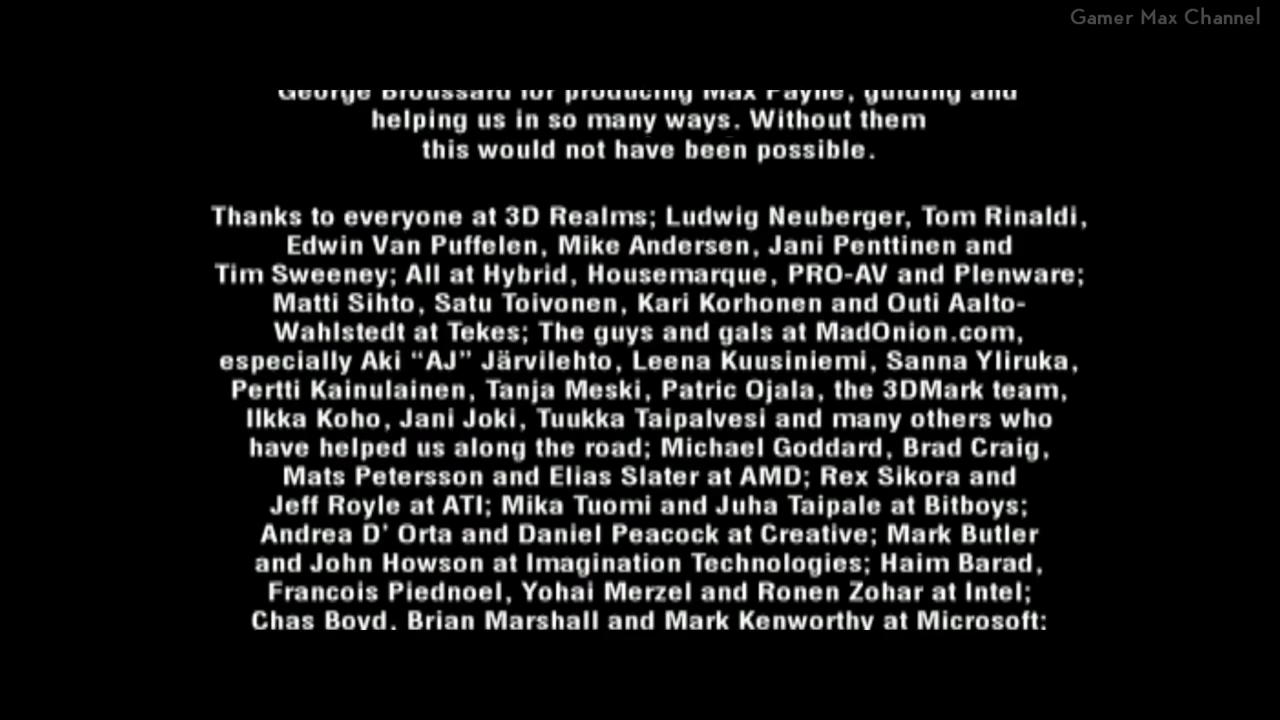 Gamer Max Channel
George Broussard for producing Max Payne, guiding and
helping us in so many ways. Without them
this would not have been possible.
Thanks to everyone at 3D Realms; Ludwig Neuberger, Tom Rinaldi,
Edwin Van Puffelen, Mike Andersen, Jani Penttinen and
Tim Sweeney; All at Hybrid, Housemarque, PRO-AV and Plenware;
Matti Sihto, Satu Toivonen, Kari Korhonen and Outi Aalto-
Wahlstedt at Tekes; The guys and gals at MadOnion.com,
especially Aki “AJ” Järvilehto, Leena Kuusiniemi, Sanna Yliruka,
Pertti Kainulainen, Tanja Meski, Patric Ojala, the 3DMark team,
Ilkka Koho, Jani Joki, Tuukka Taipalvesi and many others who
have helped us along the road; Michael Goddard, Brad Craig,
Mats Petersson and Elias Slater at AMD; Rex Sikora and
Jeff Royle at ATI; Mika Tuomi and Juha Taipale at Bitboys;
Andrea D' Orta and Daniel Peacock at Creative; Mark Butler
and John Howson at Imagination Technologies; Haim Barad,
Francois Piednoel, Yohai Merzel and Ronen Zohar at Intel;
Chas Boyd, Brian Marshall and Mark Kenworthy at Microsoft;